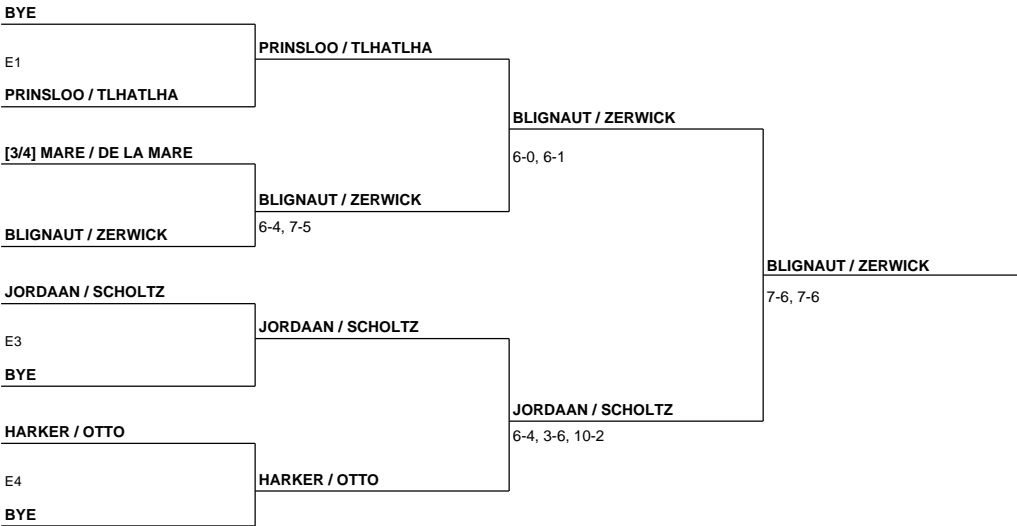 BYE
E1
PRINSLOO / TLHATLHA
[3/4] MARE / DE LA MARE
BLIGNAUT / ZERWICK
JORDAAN / SCHOLTZ
E3
BYE
HARKER / OTTO
E4
BYE
PRINSLOO / TLHATLHA
BLIGNAUT / ZERWICK
6-4, 7-5
JORDAAN / SCHOLTZ
HARKER / OTTO
BLIGNAUT / ZERWICK
6-0, 6-1
JORDAAN / SCHOLTZ
6-4, 3-6, 10-2
BLIGNAUT / ZERWICK
7-6, 7-6